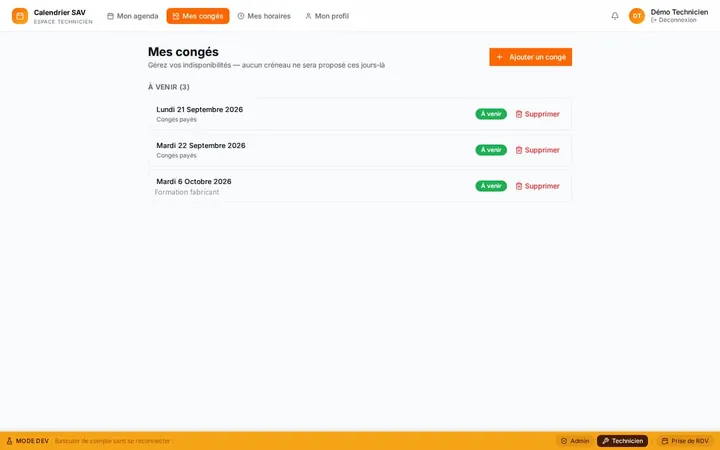 Calendrier SAV
ESPACE TECHNICIEN
Mon agenda
Mes congés
Mes horaires
Mon profil
DT
Démo Technicien
Déconnexion
Mes congés
Gérez vos indisponibilités — aucun créneau ne sera proposé ces jours-là
Ajouter un congé
À VENIR (3)
Lundi 21 Septembre 2026
Congés payés
À venir
Supprimer
Mardi 22 Septembre 2026
Congés payés
À venir
Supprimer
Mardi 6 Octobre 2026
Formation fabricant
À venir
Supprimer
MODE DEV
de compte sans se reconnecter :
Admin
Technicien
Prise de RDV